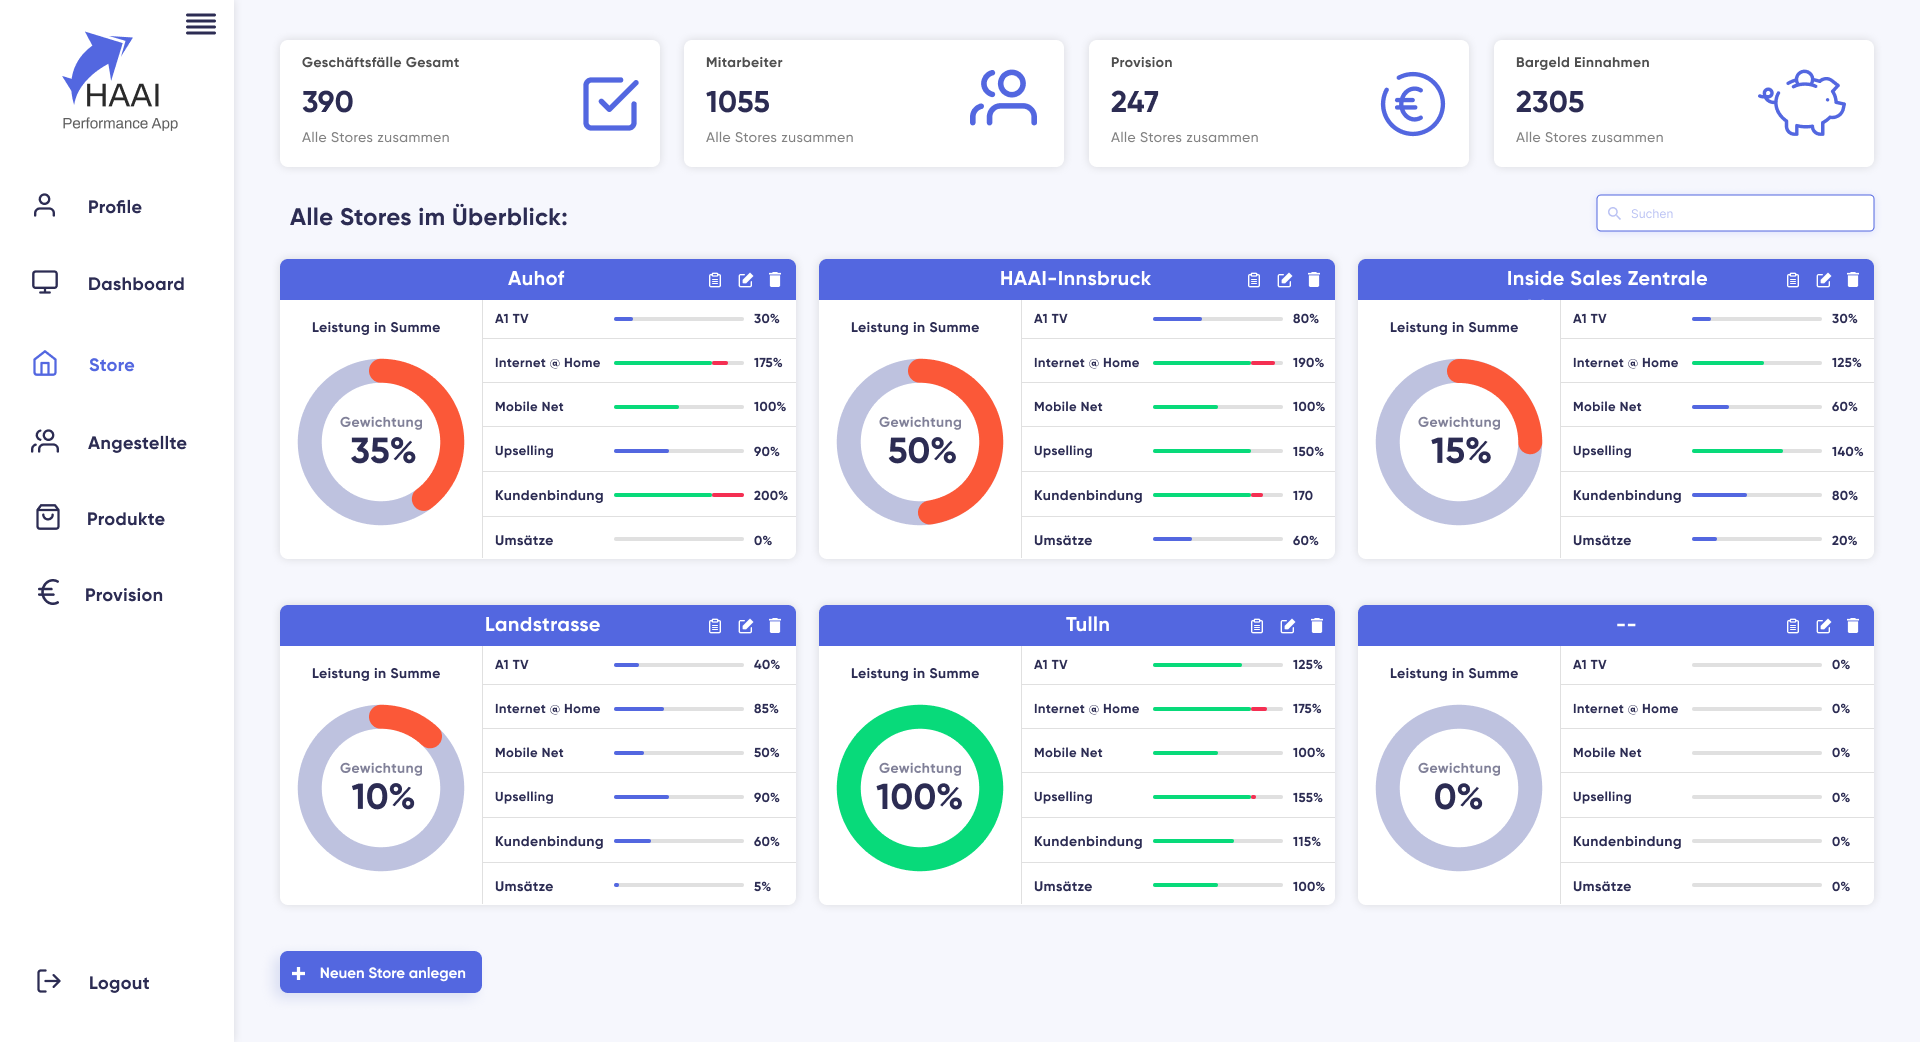 HAAI
Performance App
Profile
Dashboard
Store
Angestellte
Produkte
Provision
Logout
Geschäftsfälle Gesamt
390
Alle Stores zusammen
Mitarbeiter
1055
Alle Stores zusammen
Provision
247
Alle Stores zusammen
Bargeld Einnahmen
2305
Alle Stores zusammen
Alle Stores im Überblick:
Suchen
Auhof
Leistung in Summe
Gewichtung
35%
A1 TV 30%
Internet @ Home 175%
Mobile Net 100%
Upselling 90%
Kundenbindung 200%
Umsätze 0%
HAAI-Innsbruck
Leistung in Summe
Gewichtung
50%
A1 TV 80%
Internet @ Home 190%
Mobile Net 100%
Upselling 150%
Kundenbindung 170
Umsätze 60%
Inside Sales Zentrale
Leistung in Summe
Gewichtung
15%
A1 TV 30%
Internet @ Home 125%
Mobile Net 60%
Upselling 140%
Kundenbindung 80%
Umsätze 20%
Landstrasse
Leistung in Summe
Gewichtung
10%
A1 TV 40%
Internet @ Home 85%
Mobile Net 50%
Upselling 90%
Kundenbindung 60%
Umsätze 5%
Tulln
Leistung in Summe
Gewichtung
100%
A1 TV 125%
Internet @ Home 175%
Mobile Net 100%
Upselling 155%
Kundenbindung 115%
Umsätze 100%
--
Leistung in Summe
Gewichtung
0%
A1 TV 0%
Internet @ Home 0%
Mobile Net 0%
Upselling 0%
Kundenbindung 0%
Umsätze 0%
+ Neuen Store anlegen